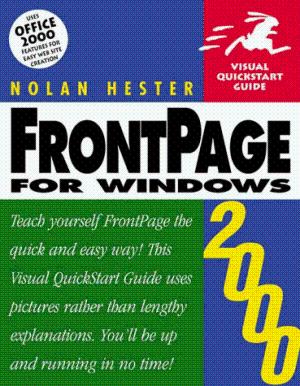 USES
OFFICE
2000
FEATURES FOR
EASY WEB SITE
CREATION
VISUAL
QUICKSTART
GUIDE
NOLAN HESTER
FRONTPAGE
FOR WINDOWS
2000
Teach yourself FrontPage the
quick and easy way! This
Visual QuickStart Guide uses
pictures rather than lengthy
explanations. You'll be up
and running in no time!